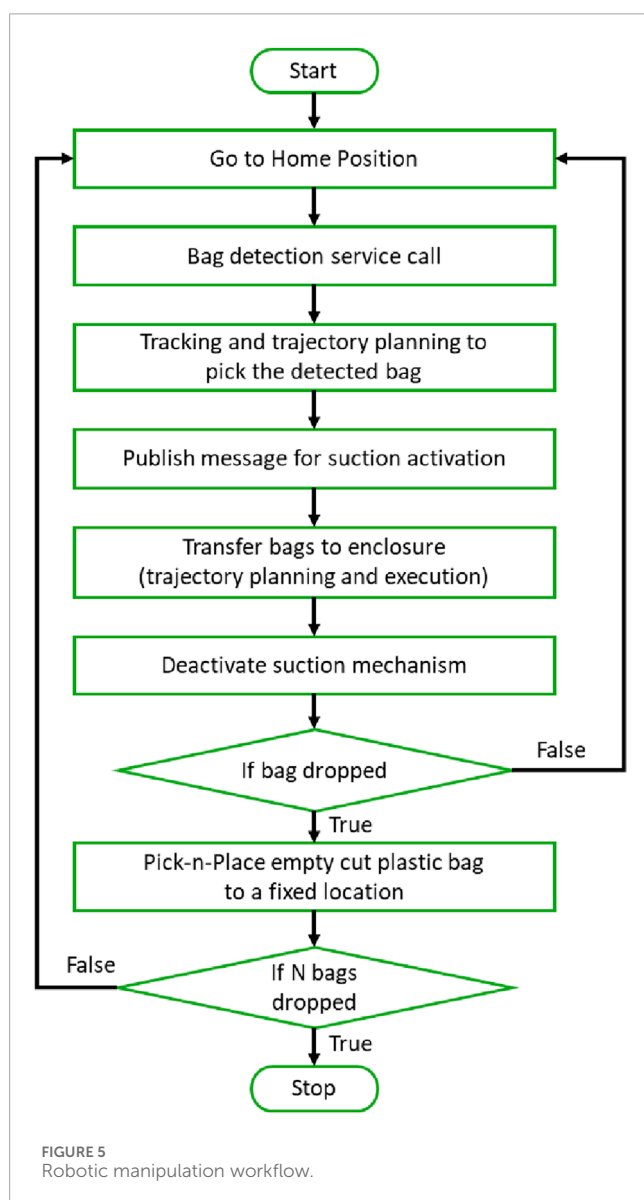 Start
Go to Home Position
Bag detection service call
Tracking and trajectory planning to
pick the detected bag
Publish message for suction activation
Transfer bags to enclosure
(trajectory planning and execution)
Deactivate suction mechanism
If bag dropped
False
True
Pick-n-Place empty cut plastic bag
to a fixed location
False
If N bags
dropped
True
Stop
FIGURE 5
Robotic manipulation workflow.